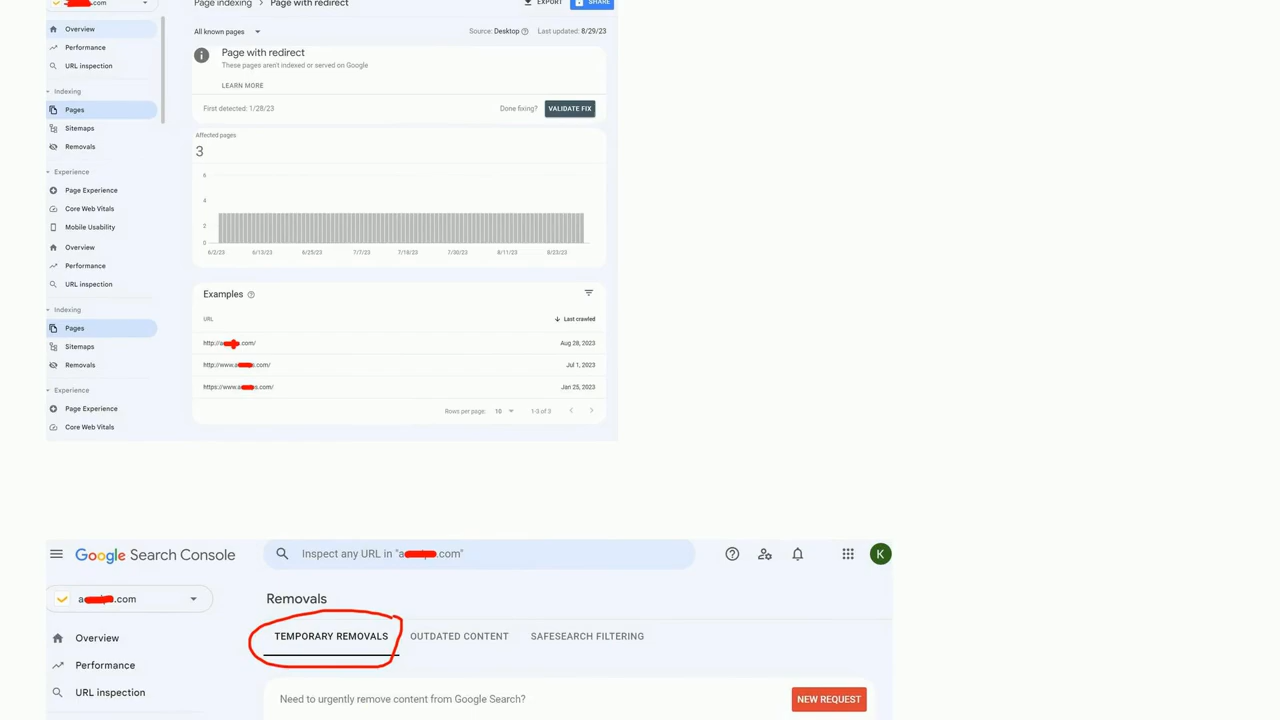 .com
Page indexing > Page with redirect
EXPORT
SHARE
Overview
Performance
URL inspection
Indexing
Pages
Sitemaps
Removals
Experience
Page Experience
Core Web Vitals
Mobile Usability
Overview
Performance
URL inspection
Indexing
Pages
Sitemaps
Removals
Experience
Page Experience
Core Web Vitals
All known pages
Source: Desktop
Last updated: 8/29/23
Page with redirect
These pages aren't indexed or served on Google
LEARN MORE
First detected: 1/28/23
Done fixing?
VALIDATE FIX
Affected pages
3
6
4
2
0
6/2/23 6/13/23 6/25/23 7/7/23 7/18/23 7/30/23 8/11/23 8/23/23
Examples
URL
Last crawled
http://a .com/ Aug 28, 2023
http://www.a s.com/ Jul 1, 2023
https://www.a s.com/ Jan 25, 2023
Rows per page: 10 1-3 of 3
Google Search Console
Inspect any URL in "a .com"
K
a .com
Overview
Performance
URL inspection
Removals
TEMPORARY REMOVALS
OUTDATED CONTENT
SAFESEARCH FILTERING
Need to urgently remove content from Google Search?
NEW REQUEST